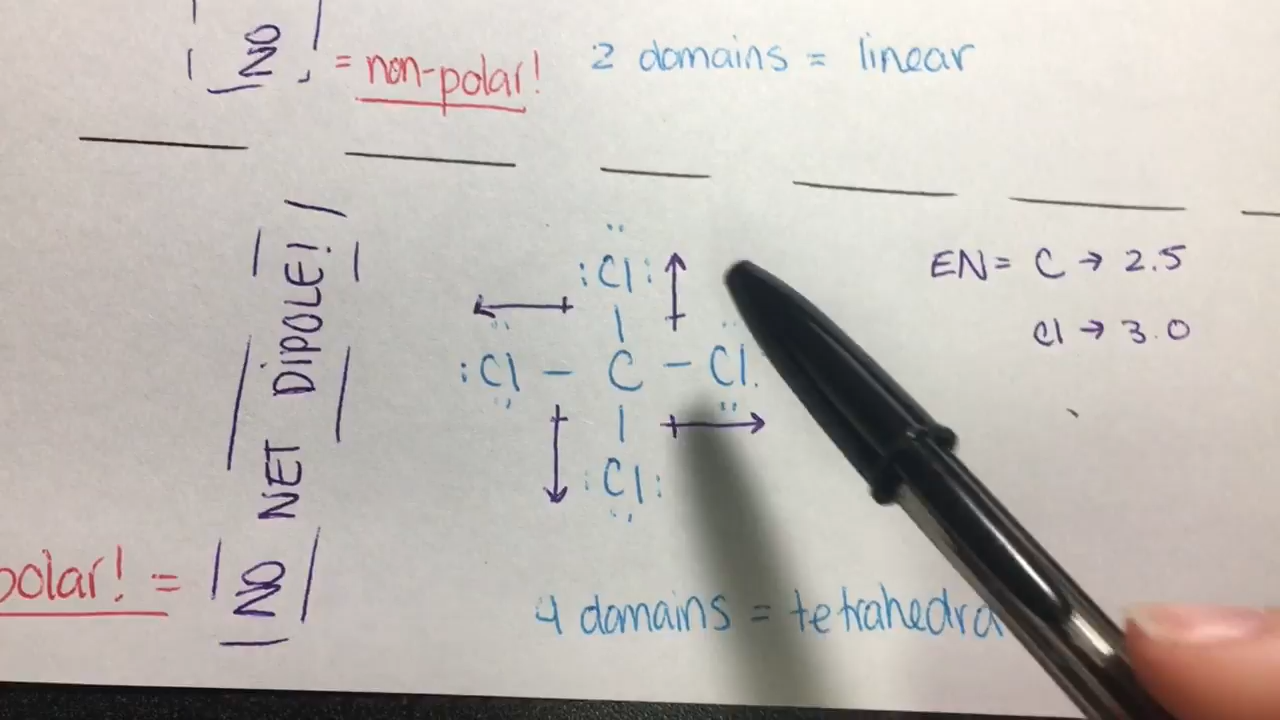 NO = non-polar! 2 domains = linear
NO NET DIPOLE!
:Cl:
:Cl - C - Cl
:Cl:
EN = C → 2.5
Cl → 3.0
polar! =
4 domains = tetrahedra